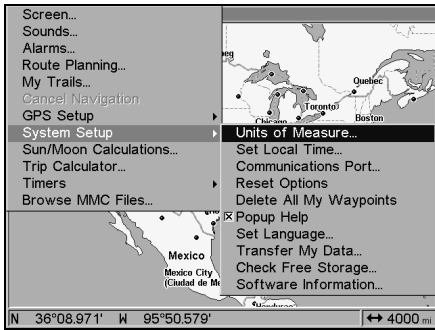 Screen...
Sounds...
Alarms...
Route Planning...
My Trails...
Cancel Navigation
GPS Setup
System Setup
Sun/Moon Calculations...
Trip Calculator...
Timers
Browse MMC Files...
Units of Measure...
Set Local Time...
Communications Port...
Reset Options
Delete All My Waypoints
Popup Help
Set Language...
Transfer My Data...
Check Free Storage...
Software Information...
Quebec
Toronto
Boston
Chicago
Mexico
Mexico City
(Ciudad de Me
N 36°08.971' W 95°50.579' ↔ 4000 mi